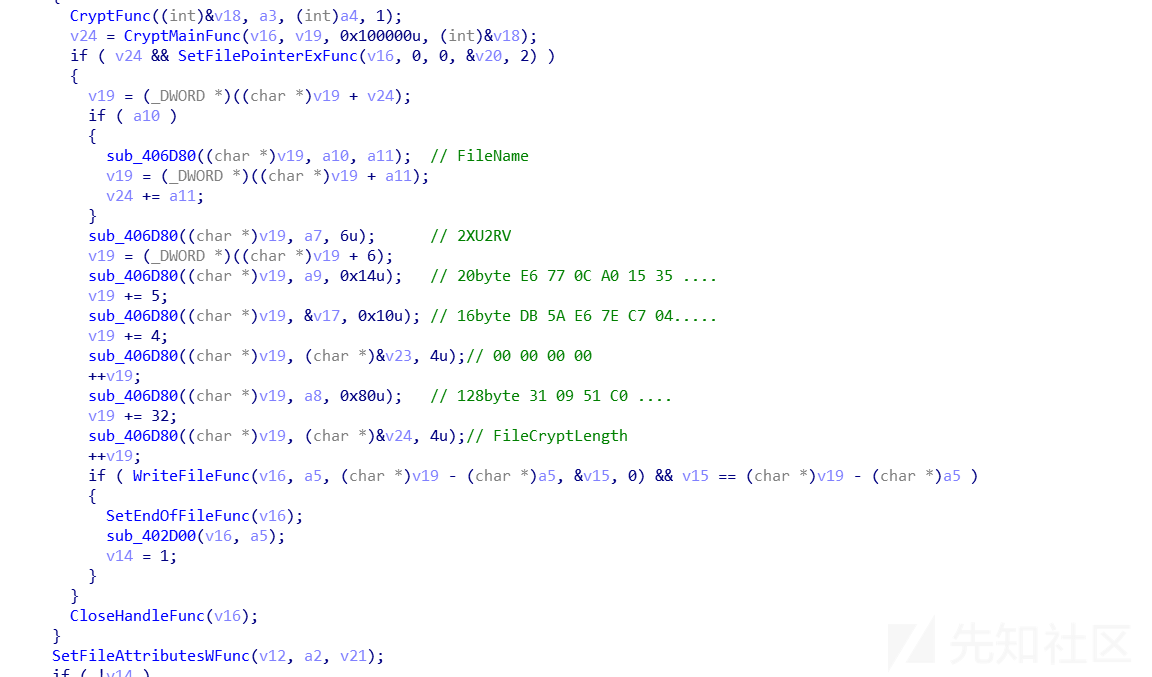 {
CryptFunc((int)&v18, a3, (int)a4, 1);
v24 = CryptMainFunc(v16, v19, 0x100000u, (int)&v18);
if ( v24 && SetFilePointerExFunc(v16, 0, 0, &v20, 2) )
{
v19 = (_DWORD *)((char *)v19 + v24);
if ( a10 )
{
sub_406D80((char *)v19, a10, a11);  // FileName
v19 = (_DWORD *)((char *)v19 + a11);
v24 += a11;
}
sub_406D80((char *)v19, a7, 6u);      // 2XU2RV
v19 = (_DWORD *)((char *)v19 + 6);
sub_406D80((char *)v19, a9, 0x14u);   // 20byte E6 77 0C A0 15 35 ....
v19 += 5;
sub_406D80((char *)v19, &v17, 0x10u); // 16byte DB 5A E6 7E C7 04.....
v19 += 4;
sub_406D80((char *)v19, (char *)&v23, 4u);// 00 00 00 00
++v19;
sub_406D80((char *)v19, a8, 0x80u);   // 128byte 31 09 51 C0 ....
v19 += 32;
sub_406D80((char *)v19, (char *)&v24, 4u);// FileCryptLength
++v19;
if ( WriteFileFunc(v16, a5, (char *)v19 - (char *)a5, &v15, 0) && v15 == (char *)v19 - (char *)a5 )
{
SetEndOfFileFunc(v16);
sub_402D00(v16, a5);
v14 = 1;
}
}
CloseHandleFunc(v16);
}
SetFileAttributesWFunc(v12, a2, v21);
if ( !v14 )
先知社区